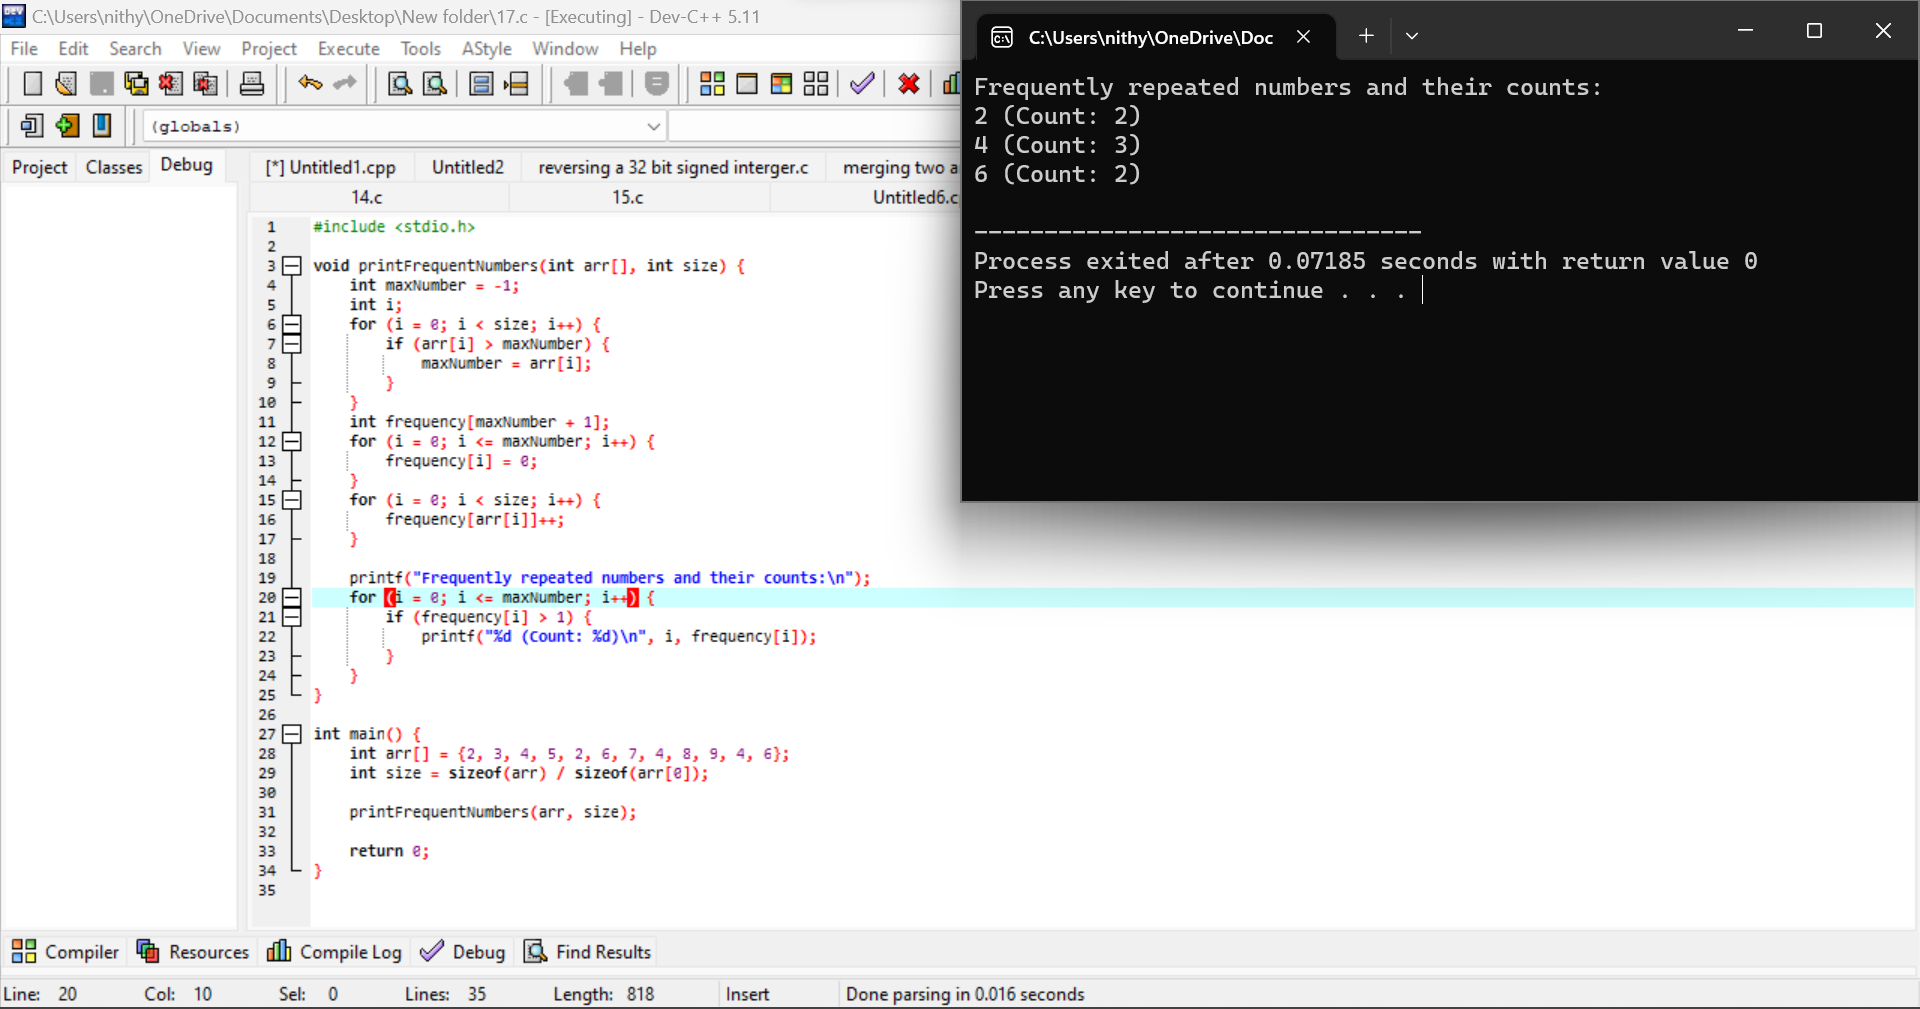 C:\Users\nithy\OneDrive\Documents\Desktop\New folder\17.c - [Executing] - Dev-C++ 5.11
File Edit Search View Project Execute Tools AStyle Window Help
(globals)
Project Classes Debug
[*] Untitled1.cpp Untitled2 reversing a 32 bit signed interger.c merging two a
14.c 15.c Untitled6.c
1 #include <stdio.h>
2
3 void printFrequentNumbers(int arr[], int size) {
4 int maxNumber = -1;
5 int i;
6 for (i = 0; i < size; i++) {
7 if (arr[i] > maxNumber) {
8 maxNumber = arr[i];
9 }
10 }
11 int frequency[maxNumber + 1];
12 for (i = 0; i <= maxNumber; i++) {
13 frequency[i] = 0;
14 }
15 for (i = 0; i < size; i++) {
16 frequency[arr[i]]++;
17 }
18
19 printf("Frequently repeated numbers and their counts:\n");
20 for (i = 0; i <= maxNumber; i++) {
21 if (frequency[i] > 1) {
22 printf("%d (Count: %d)\n", i, frequency[i]);
23 }
24 }
25 }
26
27 int main() {
28 int arr[] = {2, 3, 4, 5, 2, 6, 7, 4, 8, 9, 4, 6};
29 int size = sizeof(arr) / sizeof(arr[0]);
30
31 printFrequentNumbers(arr, size);
32
33 return 0;
34 }
35
C:\Users\nithy\OneDrive\Doc
Frequently repeated numbers and their counts:
2 (Count: 2)
4 (Count: 3)
6 (Count: 2)
--------------------------------
Process exited after 0.07185 seconds with return value 0
Press any key to continue . . .
Compiler Resources Compile Log Debug Find Results
Line: 20 Col: 10 Sel: 0 Lines: 35 Length: 818 Insert Done parsing in 0.016 seconds